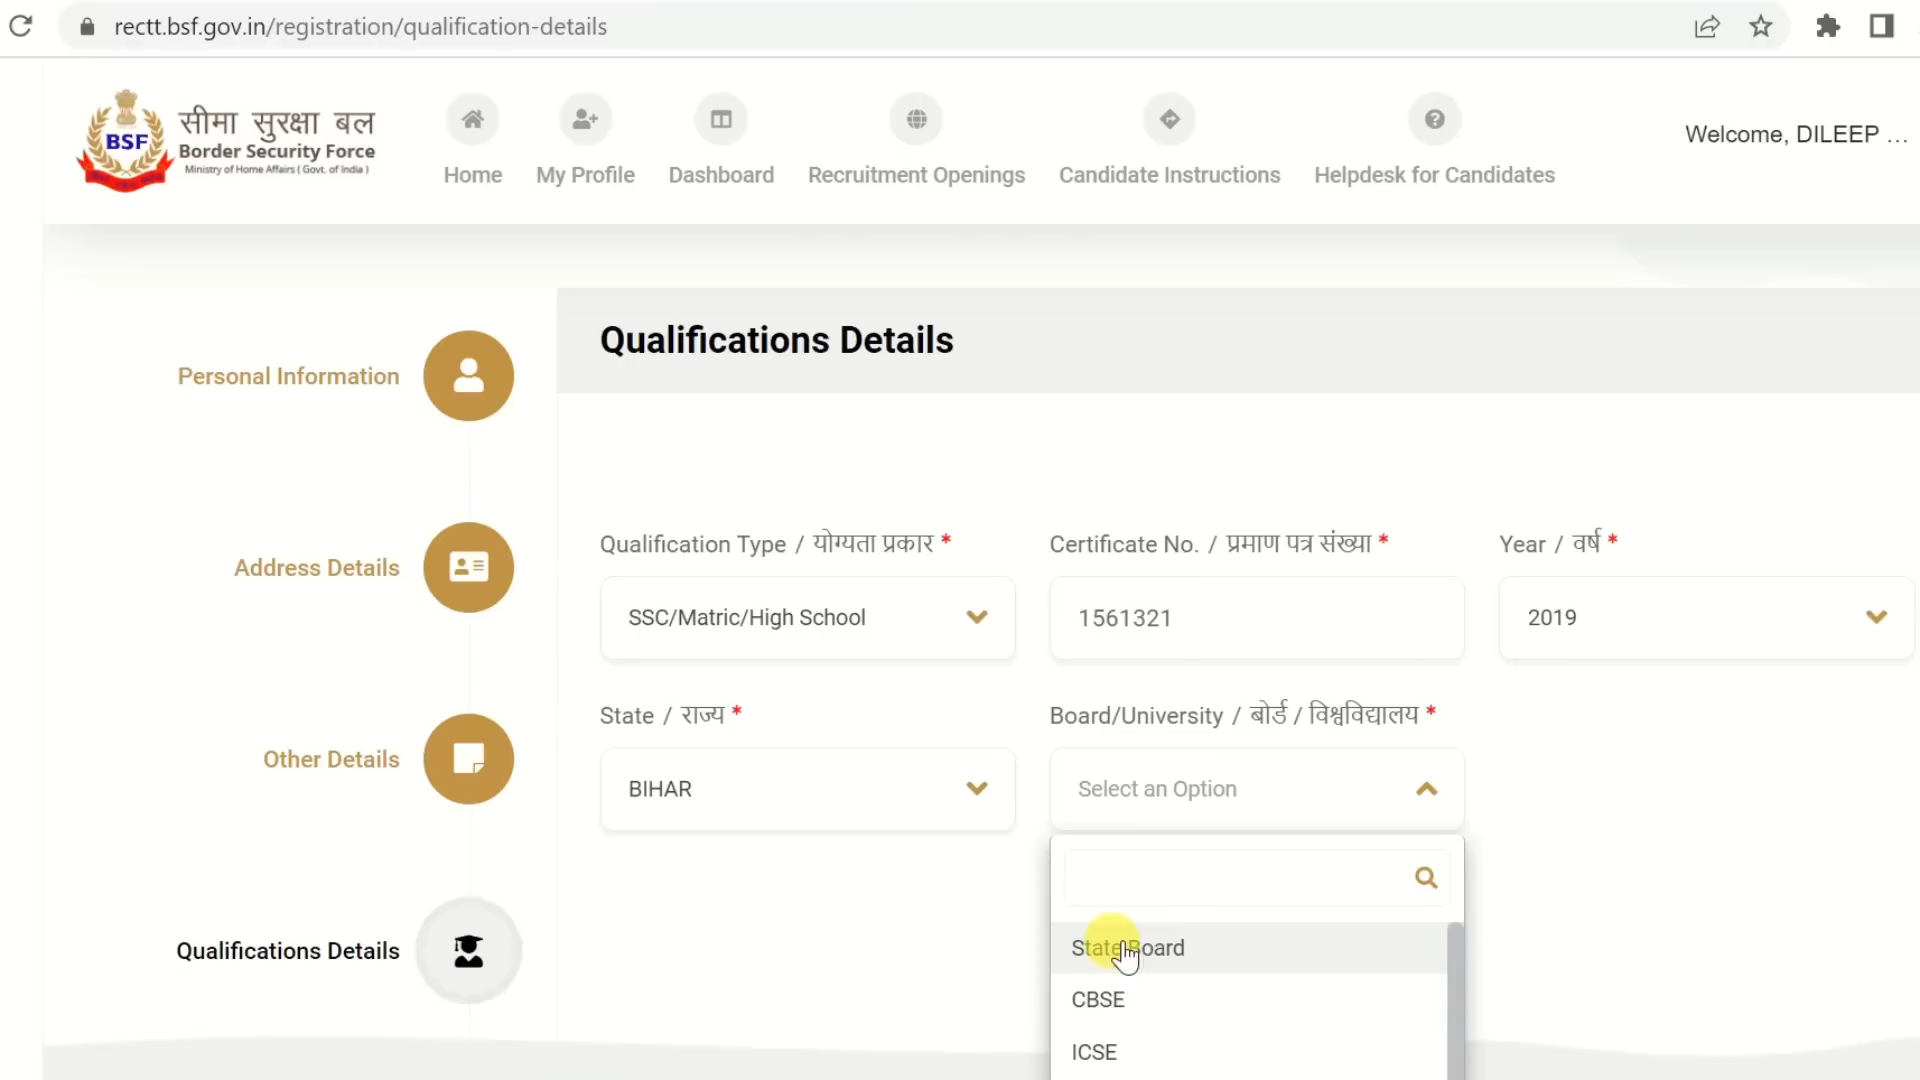 rectt.bsf.gov.in/registration/qualification-details
BSF
सीमा सुरक्षा बल
Border Security Force
Ministry of Home Affairs ( Govt. of India )
Home
My Profile
Dashboard
Recruitment Openings
Candidate Instructions
Helpdesk for Candidates
Welcome, DILEEP ...
Qualifications Details
Personal Information
Address Details
Other Details
Qualifications Details
Qualification Type / योग्यता प्रकार *
Certificate No. / प्रमाण पत्र संख्या *
Year / वर्ष *
SSC/Matric/High School
1561321
2019
State / राज्य *
Board/University / बोर्ड / विश्वविद्यालय *
BIHAR
Select an Option
State Board
CBSE
ICSE